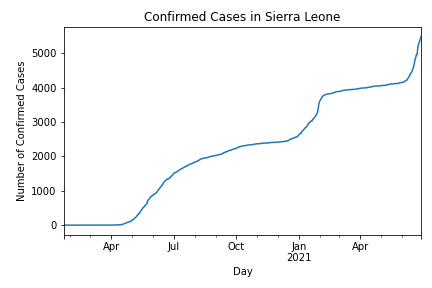 Confirmed Cases in Sierra Leone
Number of Confirmed Cases
5000
4000
3000
2000
1000
0
Apr
Jul
Oct
Jan
2021
Apr
Day